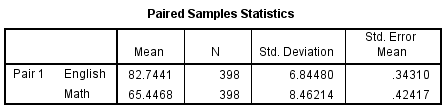 Paired Samples Statistics
Mean N Std. Deviation Std. Error Mean
Pair 1 English 82.7441 398 6.84480 .34310
Math 65.4468 398 8.46214 .42417